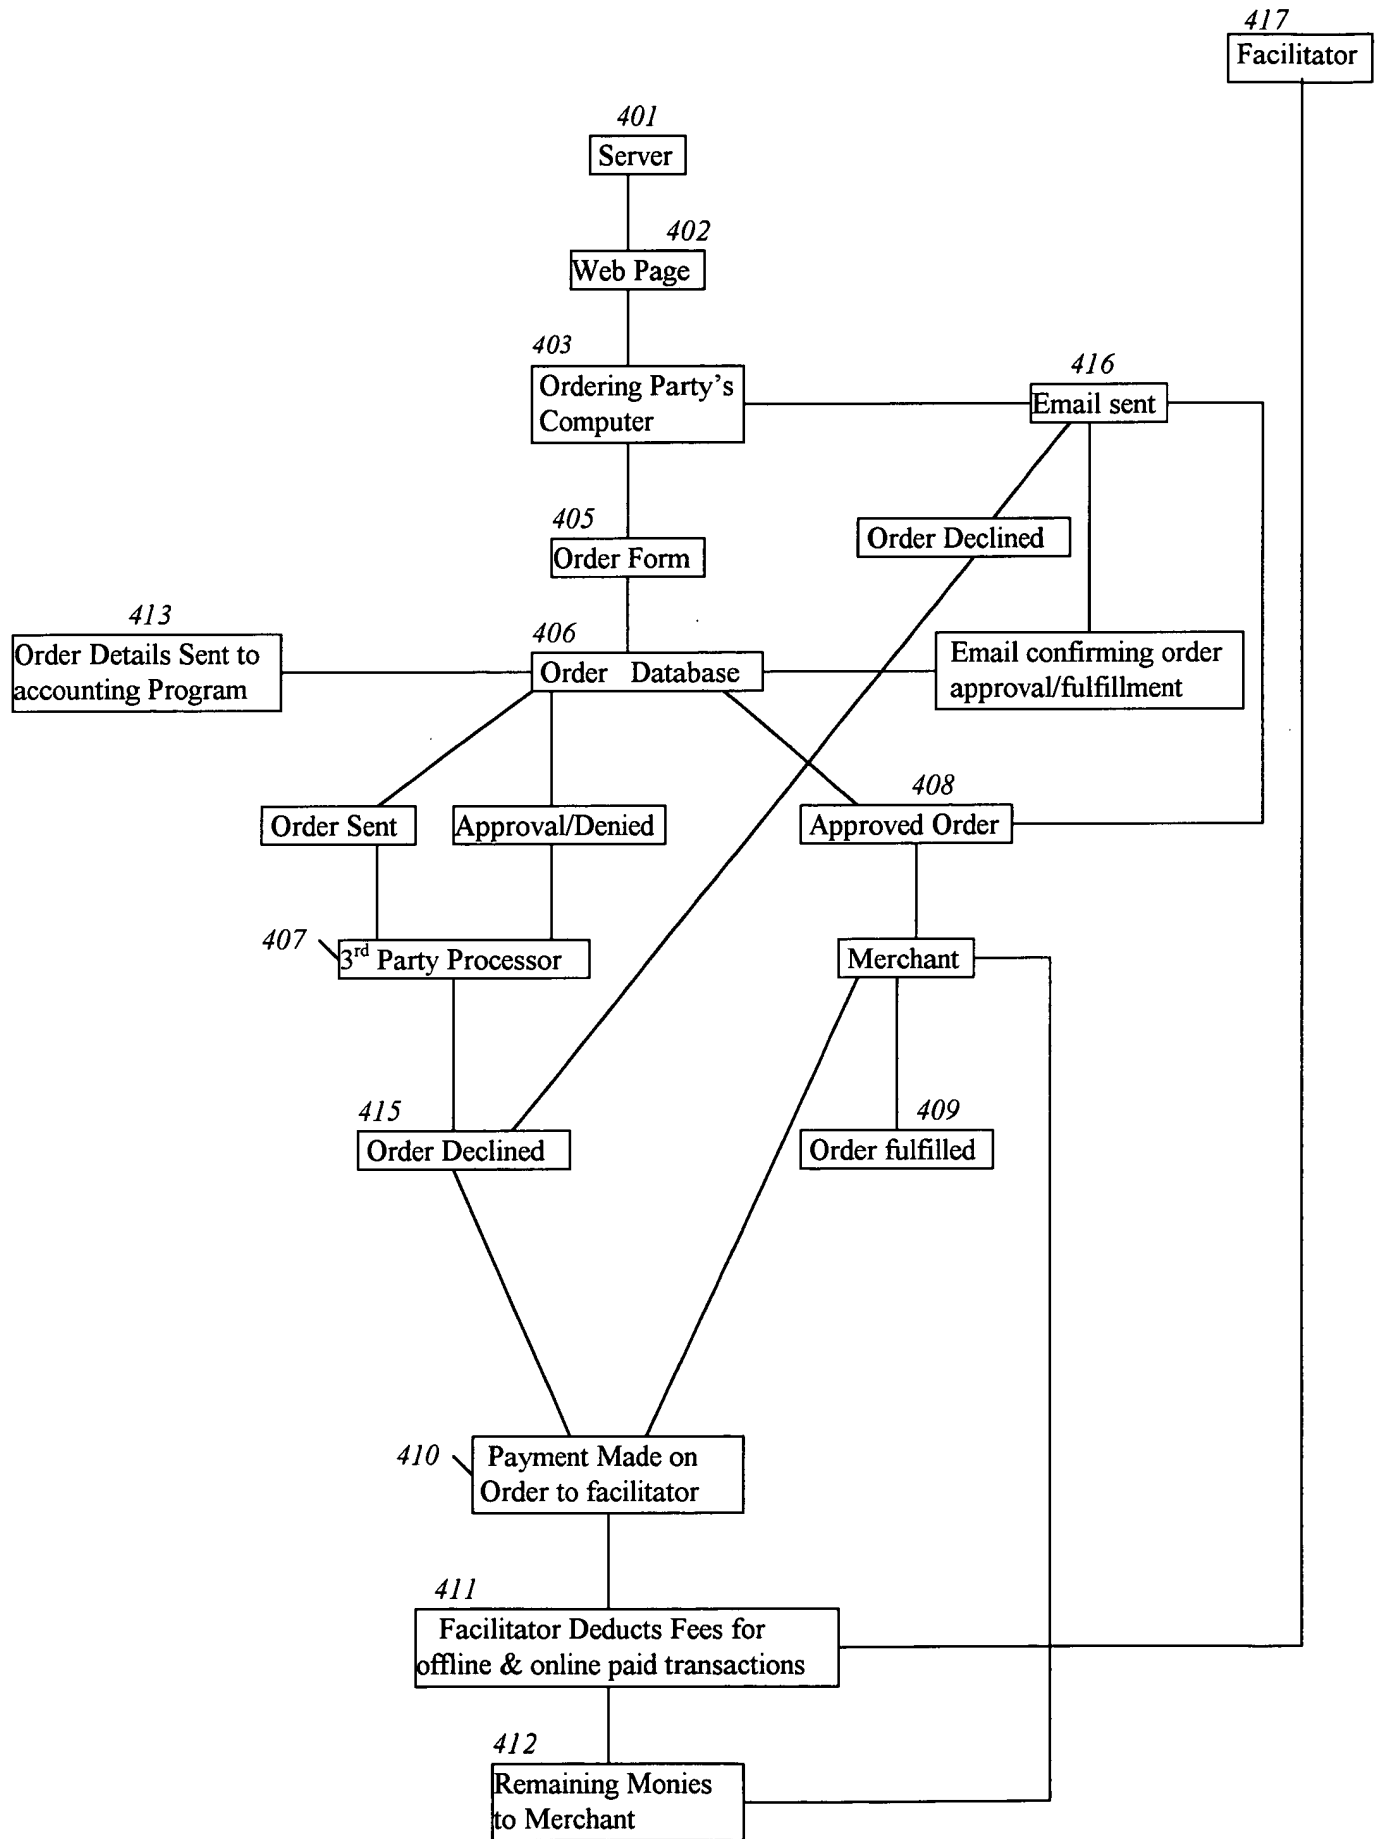 417
Facilitator
401
Server
402
Web Page
403
Ordering Party's
Computer
416
Email sent
405
Order Form
Order Declined
413
Order Details Sent to
accounting Program
406
Order Database
Email confirming order
approval/fulfillment
Order Sent
Approval/Denied
408
Approved Order
407
3rd Party Processor
Merchant
415
Order Declined
409
Order fulfilled
410
Payment Made on
Order to facilitator
411
Facilitator Deducts Fees for
offline & online paid transactions
412
Remaining Monies
to Merchant